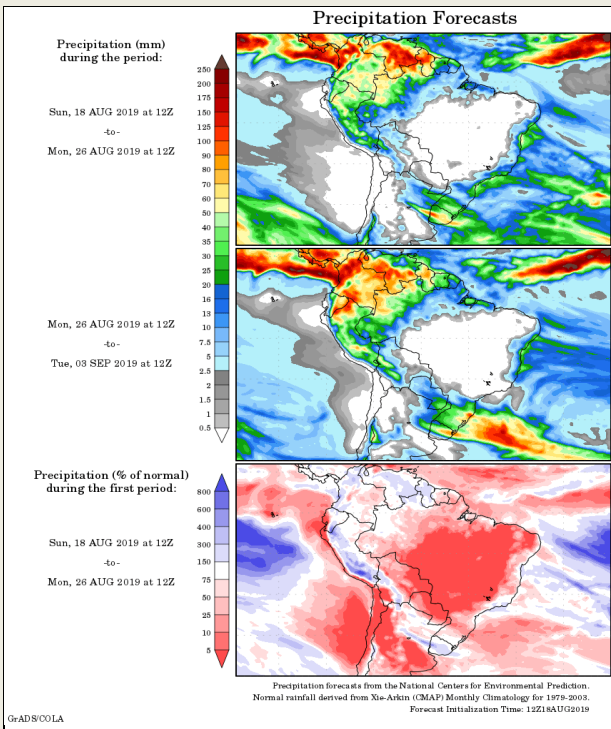 Precipitation Forecasts
Precipitation (mm)
during the period:
Sun, 18 AUG 2019 at 12Z
-to-
Mon, 26 AUG 2019 at 12Z
250
200
175
150
125
100
90
80
70
60
50
40
35
30
25
20
16
13
10
7.5
5
2.5
2
1.5
1
0.5
Mon, 26 AUG 2019 at 12Z
-to-
Tue, 03 SEP 2019 at 12Z
Precipitation (% of normal)
during the first period:
Sun, 18 AUG 2019 at 12Z
-to-
Mon, 26 AUG 2019 at 12Z
800
600
400
300
150
75
50
25
10
5
Precipitation forecasts from the National Centers for Environmental Prediction.
Normal rainfall derived from Xie-Arkin (CMAP) Monthly Climatology for 1979-2003.
Forecast Initialization Time: 12Z18AUG2019
GrADS/COLA